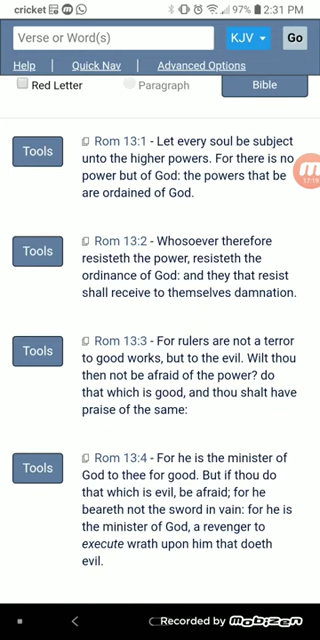 cricket 97% 2:31 PM
Verse or Word(s) KJV Go
Help | Quick Nav | Advanced Options
Red Letter Paragraph Bible
Tools
Rom 13:1 - Let every soul be subject
unto the higher powers. For there is no
power but of God: the powers that be
are ordained of God.
17:19
Tools
Rom 13:2 - Whosoever therefore
resisteth the power, resisteth the
ordinance of God: and they that resist
shall receive to themselves damnation.
Tools
Rom 13:3 - For rulers are not a terror
to good works, but to the evil. Wilt thou
then not be afraid of the power? do
that which is good, and thou shalt have
praise of the same:
Tools
Rom 13:4 - For he is the minister of
God to thee for good. But if thou do
that which is evil, be afraid; for he
beareth not the sword in vain: for he is
the minister of God, a revenger to
execute wrath upon him that doeth
evil.
Recorded by mobizen